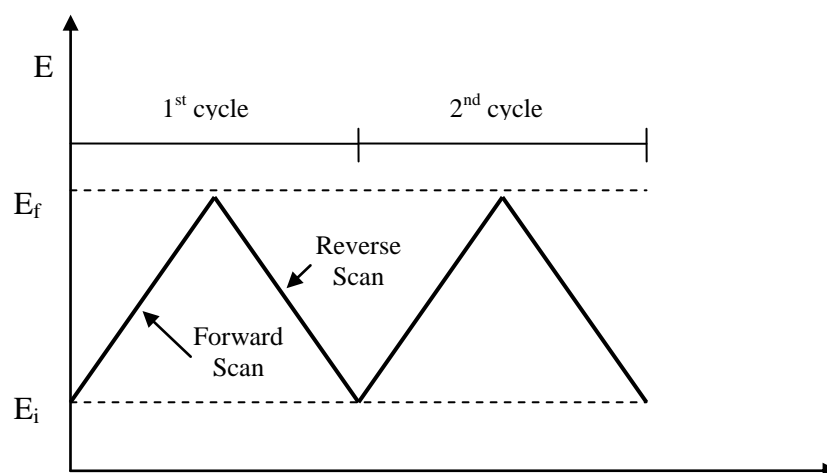 E
1st cycle
2nd cycle
Ef
Reverse
Scan
Forward
Scan
Ei